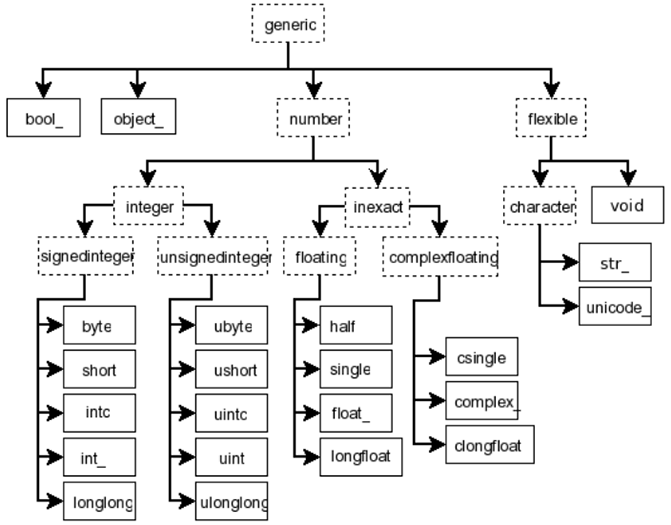 generic
bool_
object_
number
flexible
integer
inexact
character
void
signedinteger
unsignedinteger
floating
complexfloating
str_
unicode_
byte
ubyte
half
csingle
short
ushort
single
complex_
intc
uintc
float_
clongfloat
int_
uint
longfloat
longlong
ulonglong